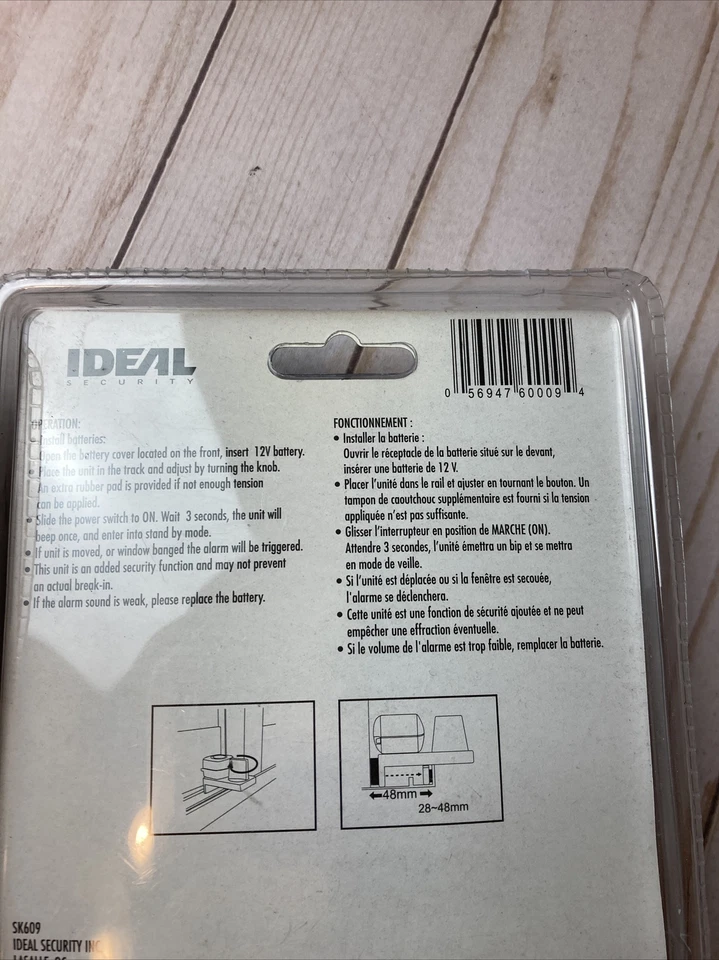 IDEAL
SECURITY
0 56947 60009 4
OPERATION:
Install batteries:
Open the battery cover located on the front, insert 12V battery.
• Place the unit in the track and adjust by turning the knob.
An extra rubber pad is provided if not enough tension
can be applied.
• Slide the power switch to ON. Wait 3 seconds, the unit will
beep once, and enter into stand by mode.
• If unit is moved, or window banged the alarm will be triggered.
• This unit is an added security function and may not prevent
an actual break-in.
• If the alarm sound is weak, please replace the battery.
FONCTIONNEMENT :
• Installer la batterie :
Ouvrir le réceptacle de la batterie situé sur le devant,
insérer une batterie de 12 V.
• Placer l'unité dans le rail et ajuster en tournant le bouton. Un
tampon de caoutchouc supplémentaire est fourni si la tension
appliquée n'est pas suffisante.
• Glisser l'interrupteur en position de MARCHE (ON).
Attendre 3 secondes, l'unité émettra un bip et se mettra
en mode de veille.
• Si l'unité est déplacée ou si la fenêtre est secouée,
l'alarme se déclenchera.
• Cette unité est une fonction de sécurité ajoutée et ne peut
empêcher une effraction éventuelle.
• Si le volume de l'alarme est trop faible, remplacer la batterie.
48mm
28~48mm
SK609
IDEAL SECURITY INC